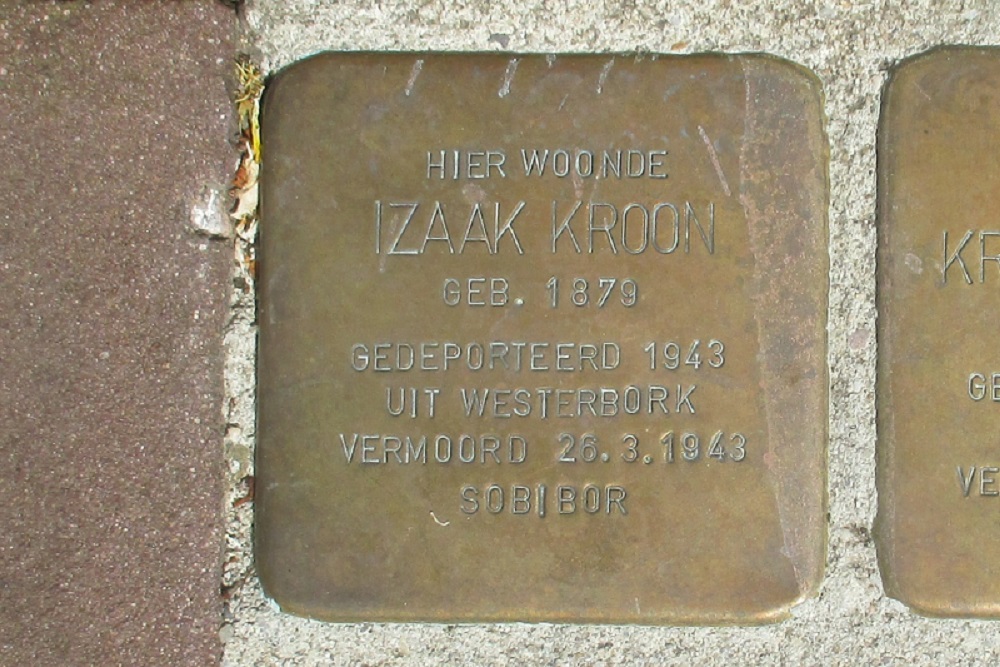 HIER WOONDE
IZAAK KROON
GEB. 1879
GEDEPORTEERD 1943
UIT WESTERBORK
VERMOORD 26.3.1943
SOBIBOR